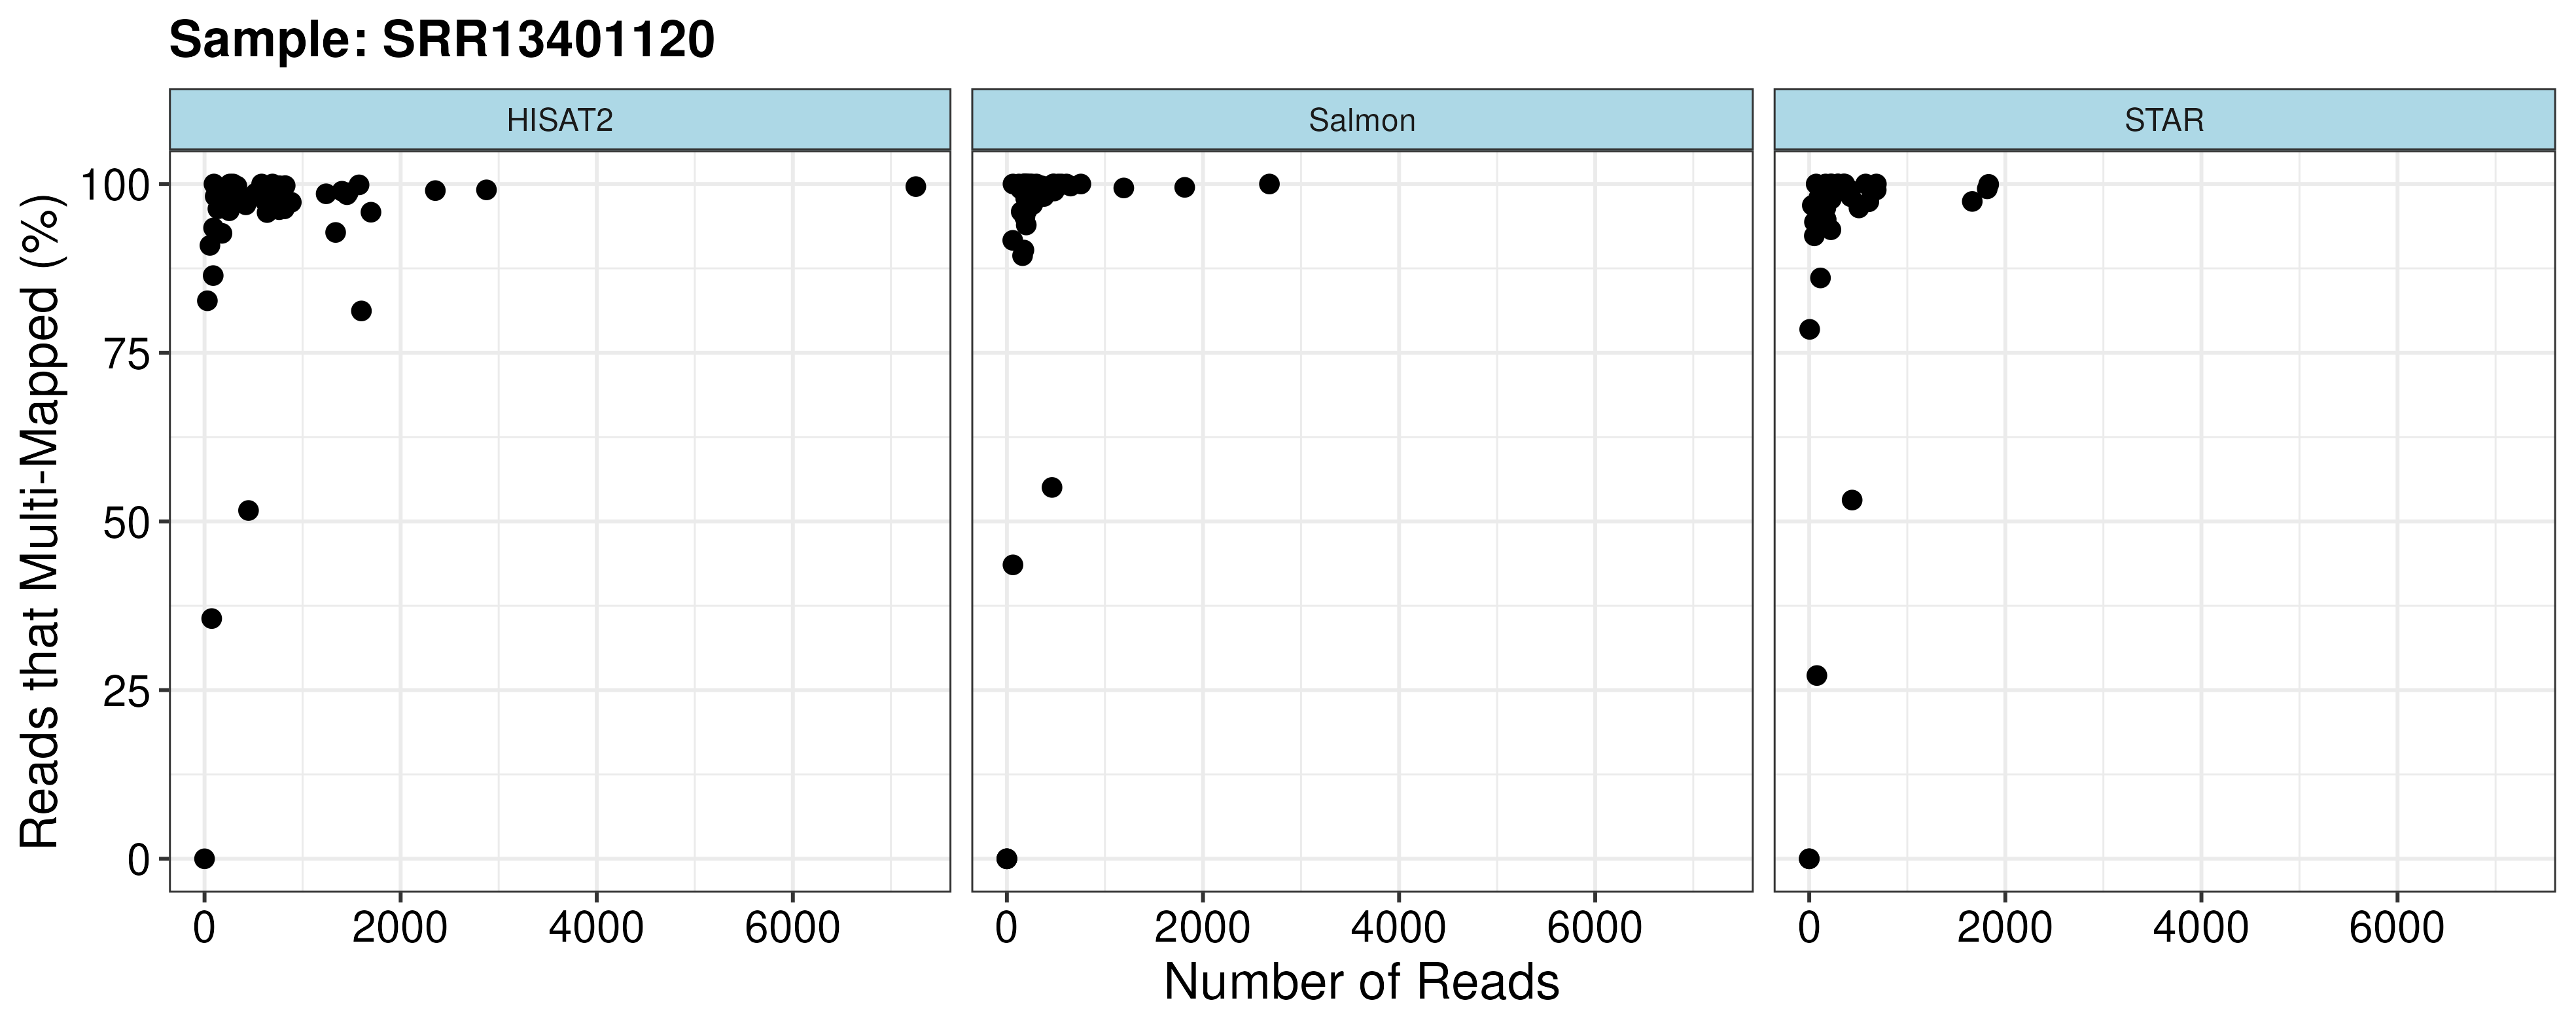 Sample: SRR13401120
HISAT2
Salmon
STAR
Reads that Multi-Mapped (%)
100
75
50
25
0
0 2000 4000 6000
0 2000 4000 6000
0 2000 4000 6000
Number of Reads